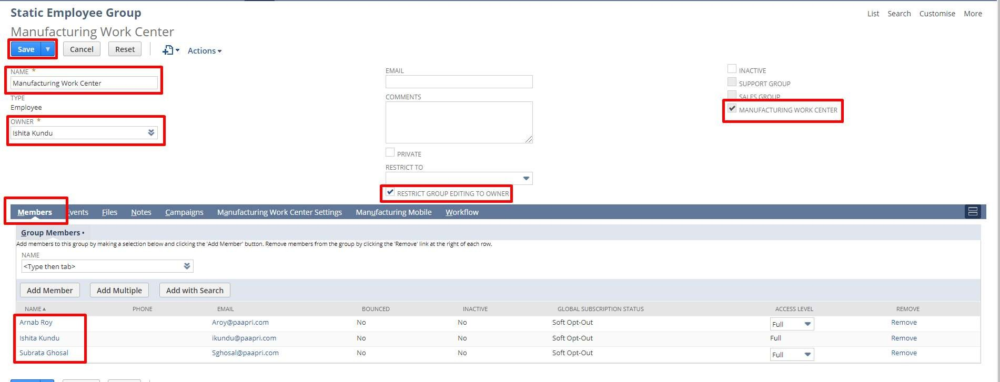 Static Employee Group
List Search Customise More
Manufacturing Work Center
Save Cancel Reset Actions
NAME *
Manufacturing Work Center
TYPE
Employee
OWNER *
Ishita Kundu
EMAIL
COMMENTS
PRIVATE
RESTRICT TO
RESTRICT GROUP EDITING TO OWNER
INACTIVE
SUPPORT GROUP
SALES GROUP
MANUFACTURING WORK CENTER
Members Events Files Notes Campaigns Manufacturing Work Center Settings Manufacturing Mobile Workflow
Group Members •
Add members to this group by making a selection below and clicking the 'Add Member' button. Remove members from the group by clicking the 'Remove' link at the right of each row.
NAME
<Type then tab>
Add Member Add Multiple Add with Search
NAME PHONE EMAIL BOUNCED INACTIVE GLOBAL SUBSCRIPTION STATUS ACCESS LEVEL REMOVE
Arnab Roy Aroy@paapri.com No No Soft Opt-Out Full Remove
Ishita Kundu ikundu@paapri.com No No Soft Opt-Out Full Remove
Subrata Ghosal Sghosal@paapri.com No No Soft Opt-Out Full Remove